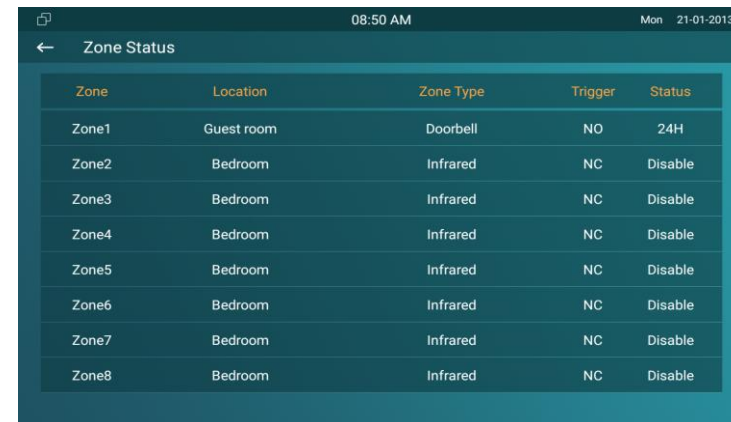 08:50 AM Mon 21-01-2013
Zone Status
Zone Location Zone Type Trigger Status
Zone1 Guest room Doorbell NO 24H
Zone2 Bedroom Infrared NC Disable
Zone3 Bedroom Infrared NC Disable
Zone4 Bedroom Infrared NC Disable
Zone5 Bedroom Infrared NC Disable
Zone6 Bedroom Infrared NC Disable
Zone7 Bedroom Infrared NC Disable
Zone8 Bedroom Infrared NC Disable